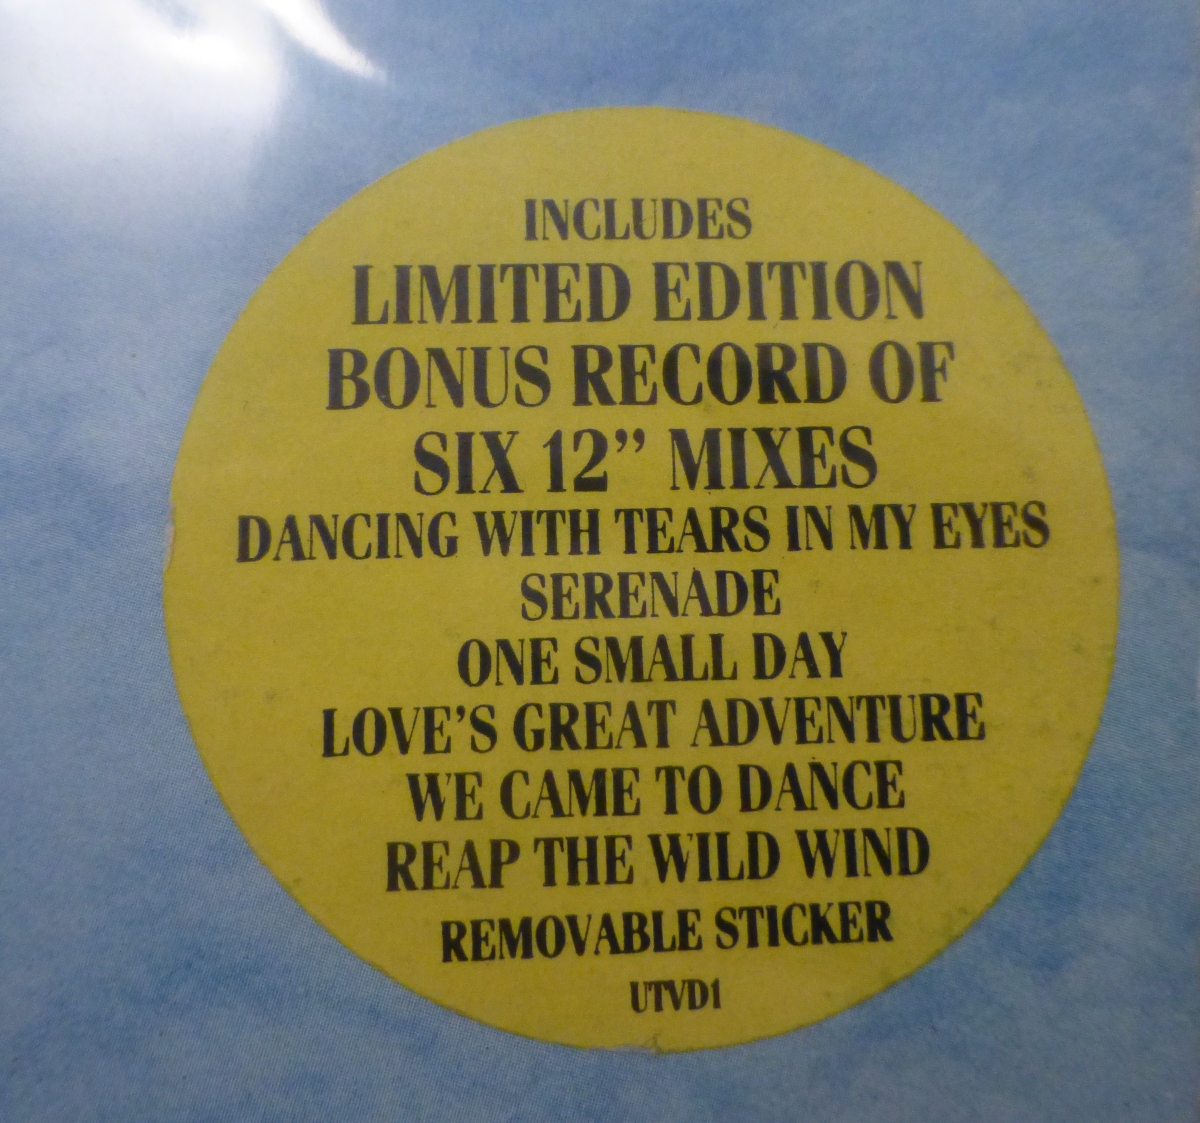 INCLUDES
LIMITED EDITION
BONUS RECORD OF
SIX 12” MIXES
DANCING WITH TEARS IN MY EYES
SERENADE
ONE SMALL DAY
LOVE’S GREAT ADVENTURE
WE CAME TO DANCE
REAP THE WILD WIND
REMOVABLE STICKER
UTVD1